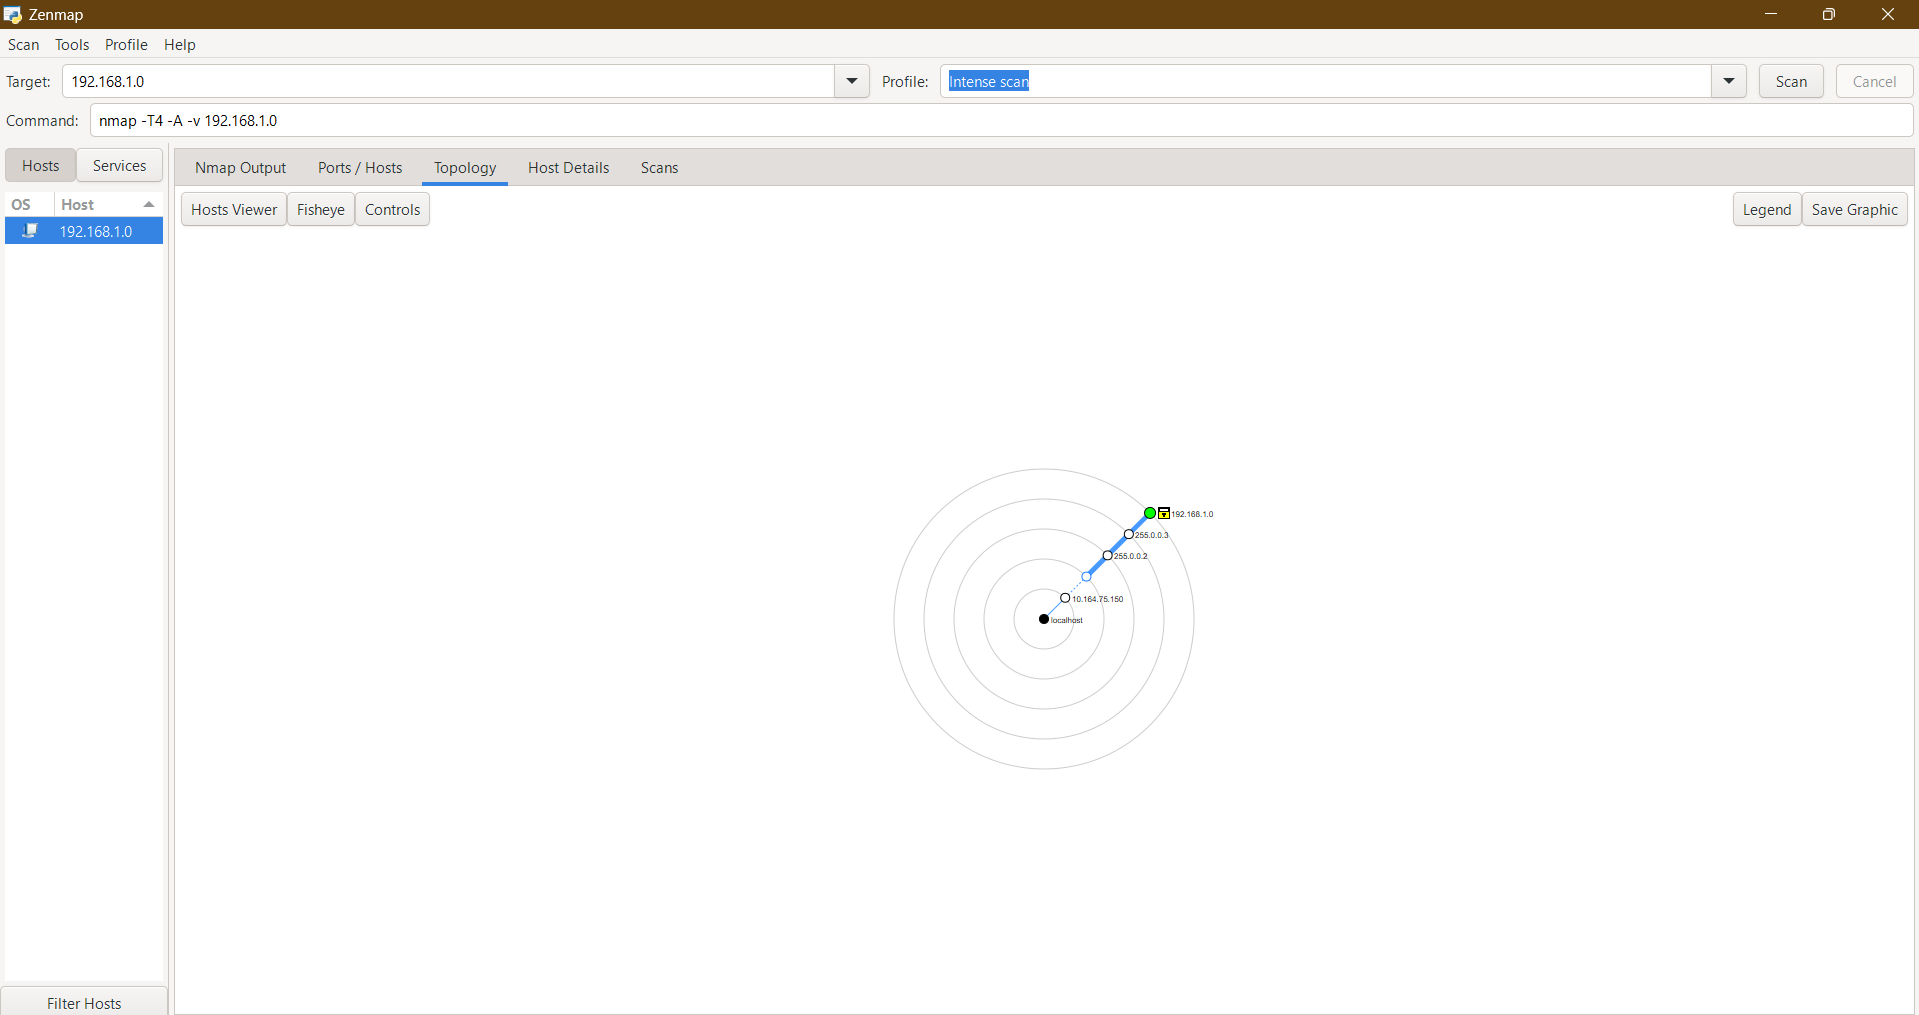 Zenmap
Scan Tools Profile Help
Target: 192.168.1.0 Profile: Intense scan Scan Cancel
Command: nmap -T4 -A -v 192.168.1.0
Hosts Services
Nmap Output Ports / Hosts Topology Host Details Scans
OS Host
192.168.1.0
Hosts Viewer Fisheye Controls Legend Save Graphic
192.168.1.0
255.0.0.3
255.0.0.2
10.164.75.150
localhost
Filter Hosts